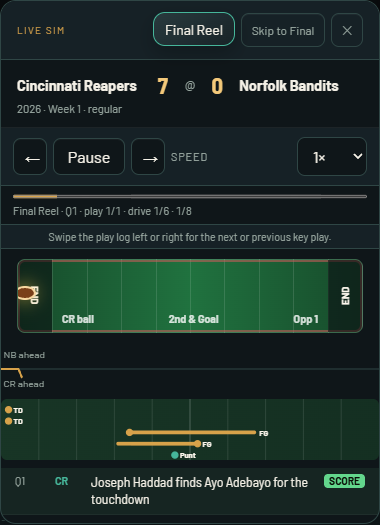 LIVE SIM
Final Reel
Skip to Final
×
Cincinnati Reapers 7 @ 0 Norfolk Bandits
2026 · Week 1 · regular
← Pause → SPEED 1×
Final Reel · Q1 · play 1/1 · drive 1/6 · 1/8
Swipe the play log left or right for the next or previous key play.
END
END
CR ball 2nd & Goal Opp 1
NB ahead
CR ahead
TD
TD
FG
FG
Punt
Q1 CR Joseph Haddad finds Ayo Adebayo for the SCORE
touchdown